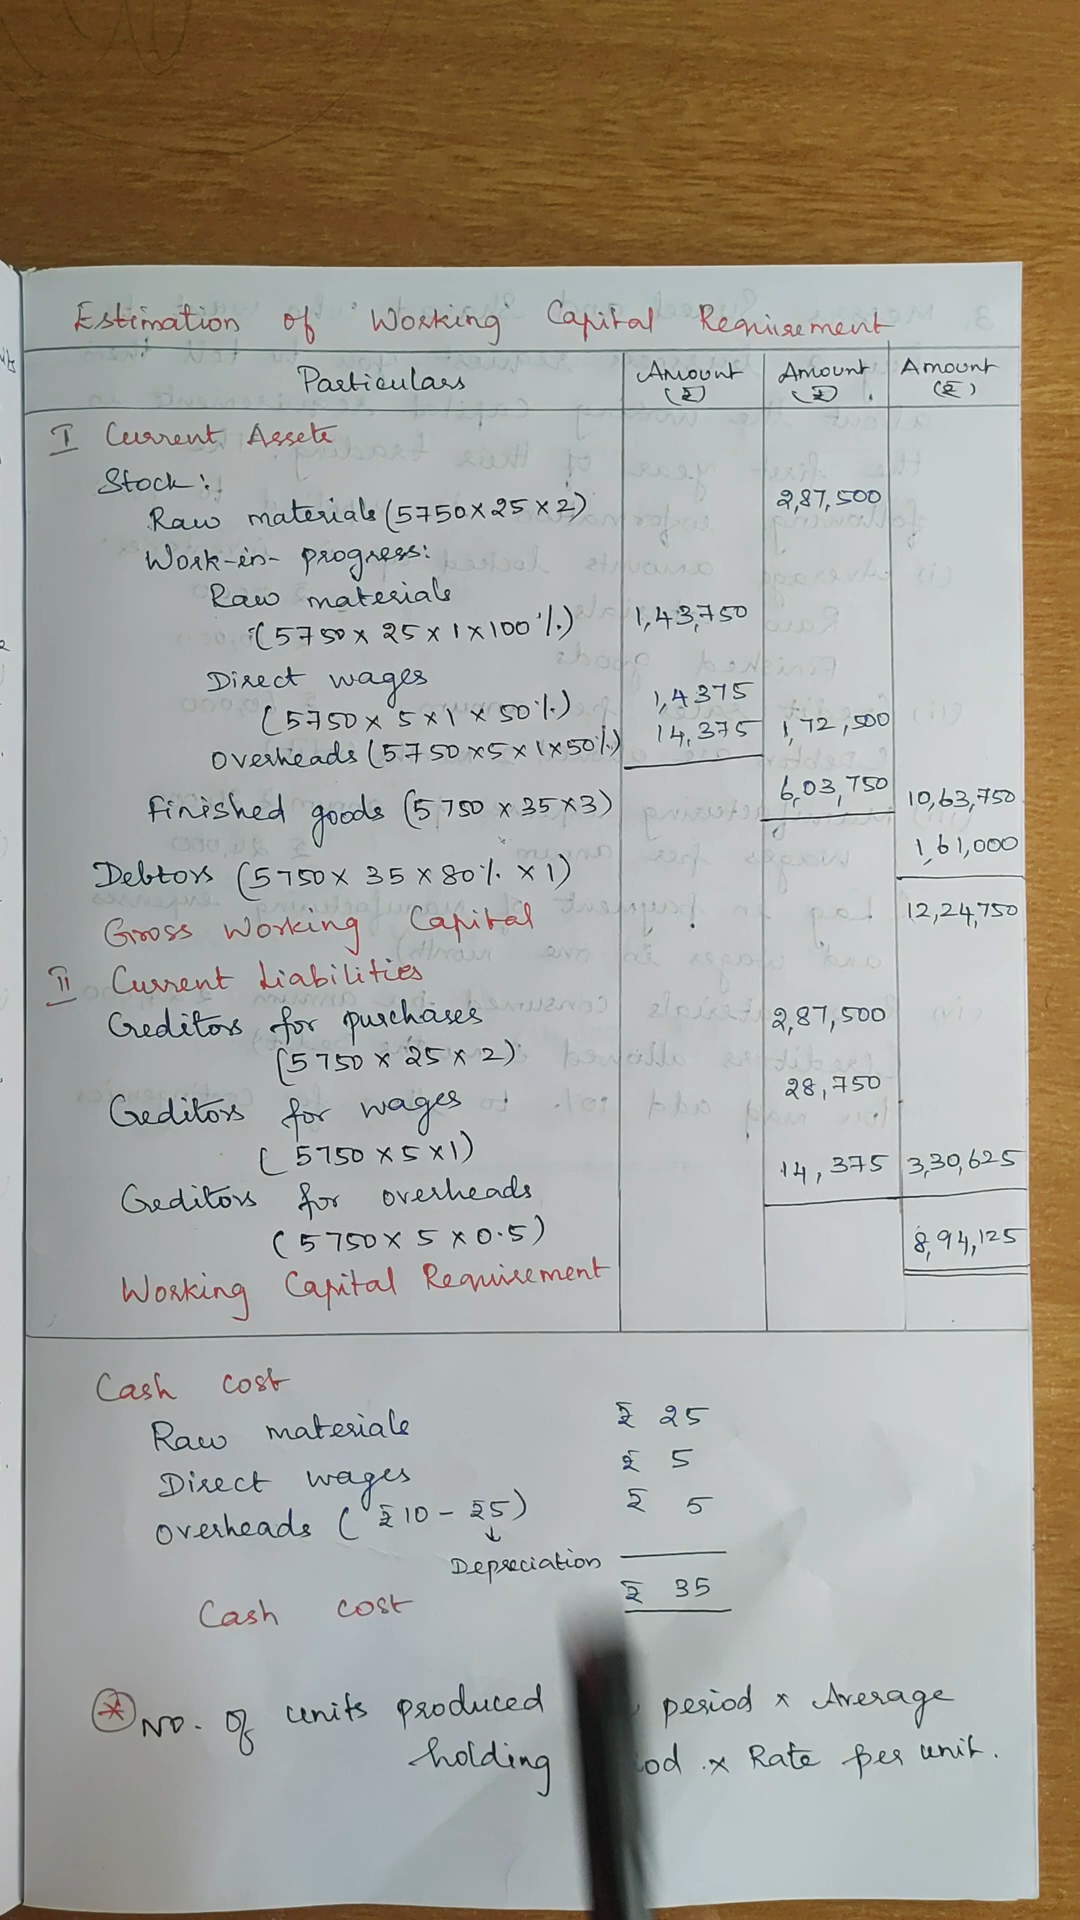 Estimation of Working Capital Requirement
Particulars Amount (₹) Amount (₹) Amount (₹)
I Current Assets
Stock:
Raw materials (5750 x 25 x 2) 2,87,500
Work-in-progress:
Raw materials
(5750 x 25 x 1 x 100%) 1,43,750
Direct wages
(5750 x 5 x 1 x 50%) 1,4375
Overheads (5750 x 5 x 1 x 50%) 14,375 1,72,500
Finished goods (5750 x 35 x 3) 6,03,750 10,63,750
Debtors (5750 x 35 x 80% x 1) 1,61,000
Gross Working Capital 12,24,750
II Current Liabilities
Creditors for purchases 2,87,500
(5750 x 25 x 2)
Creditors for wages 28,750
(5750 x 5 x 1)
Creditors for overheads 14,375 3,30,625
(5750 x 5 x 0.5)
Working Capital Requirement 8,94,125
Cash cost
Raw materials ₹ 25
Direct wages ₹ 5
Overheads (₹10 - ₹5) ₹ 5
↓
Depreciation
Cash cost ₹ 35
* No. of units produced period x Average
holding x Rate per unit.